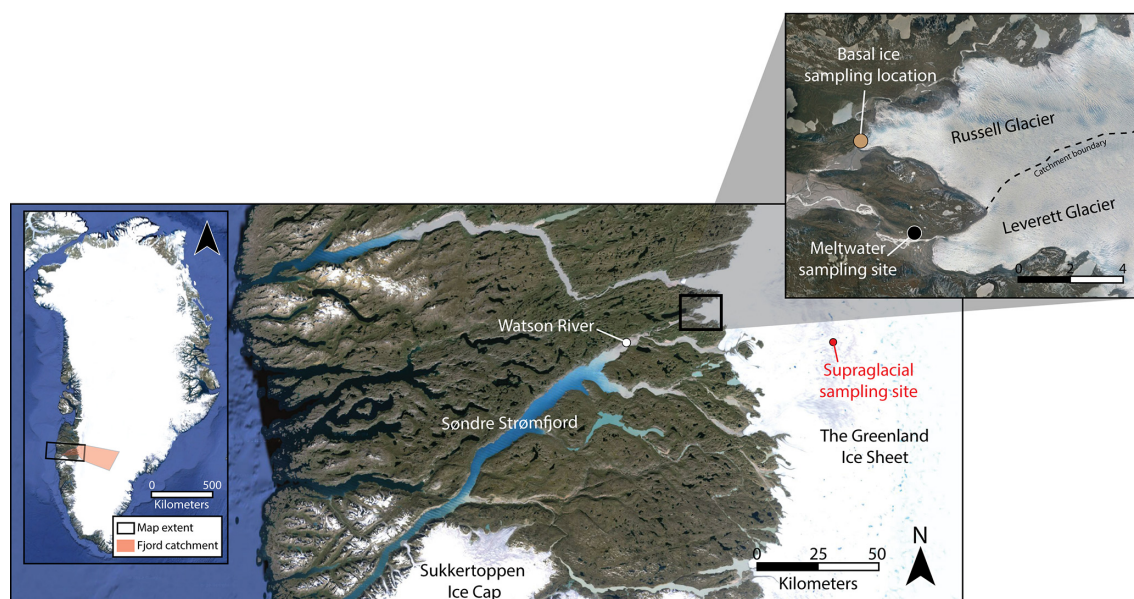 Basal ice
sampling location
Russell Glacier
Catchment boundary
Leverett Glacier
Meltwater
sampling site
0 2 4
Watson River
Supraglacial
sampling site
Søndre Strømfjord
The Greenland
Ice Sheet
0 500
Kilometers
Map extent
Fjord catchment
Sukkertoppen
Ice Cap
0 25 50
Kilometers
N